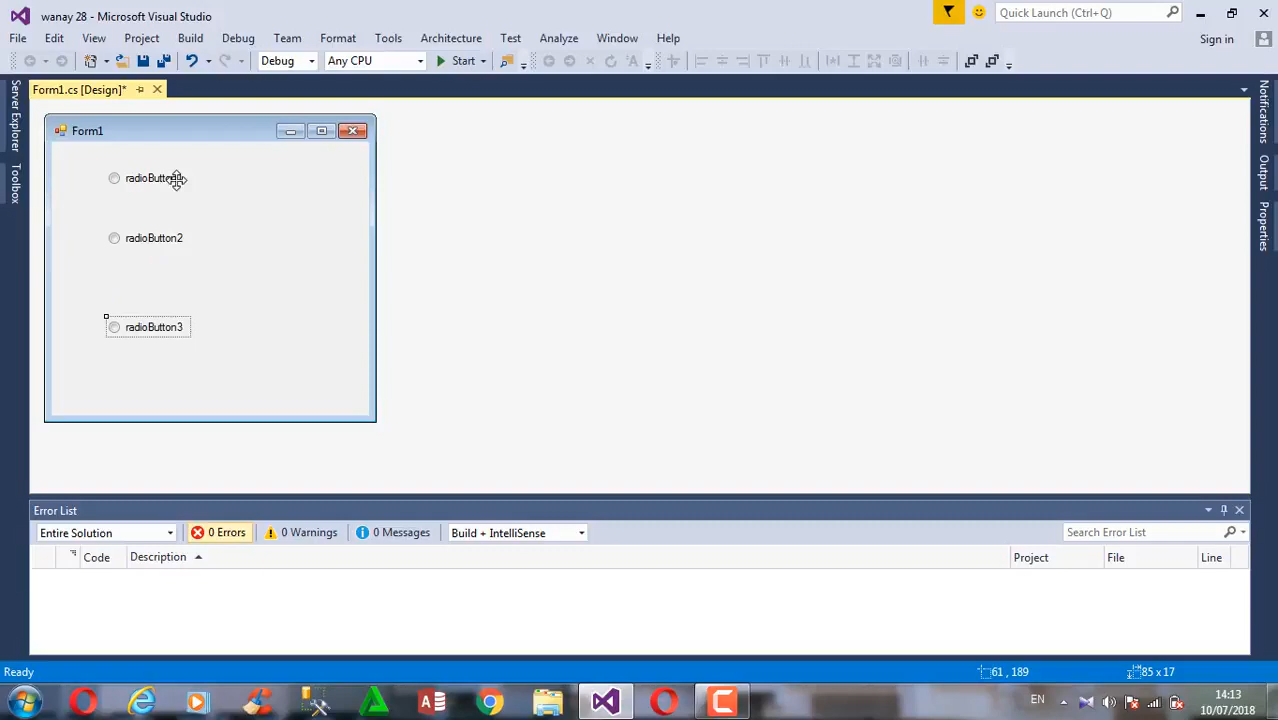 wanay 28 - Microsoft Visual Studio
Quick Launch (Ctrl+Q)
File Edit View Project Build Debug Team Format Tools Architecture Test Analyze Window Help
Sign in
Debug Any CPU Start
Form1.cs [Design]*
Server Explorer
Toolbox
Notifications
Output
Properties
Form1
radioButton2
radioButton3
Error List
Entire Solution 0 Errors 0 Warnings 0 Messages Build + IntelliSense Search Error List
Code Description Project File Line
Ready 61 , 189 85 x 17
EN 14:13
10/07/2018